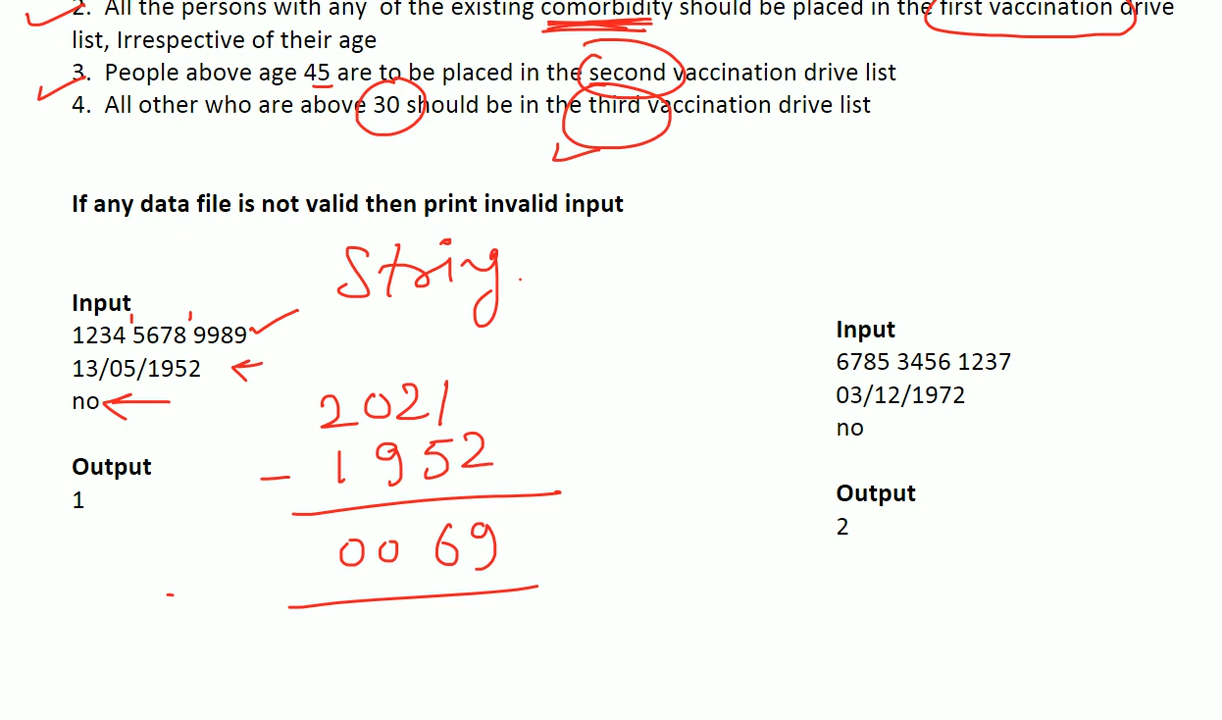 2. All the persons with any of the existing comorbidity should be placed in the first vaccination drive
list, Irrespective of their age
3. People above age 45 are to be placed in the second vaccination drive list
4. All other who are above 30 should be in the third vaccination drive list
If any data file is not valid then print invalid input
String.
Input
1234 5678 9989
13/05/1952
no
Output
1
2021
- 1952
0069
Input
6785 3456 1237
03/12/1972
no
Output
2